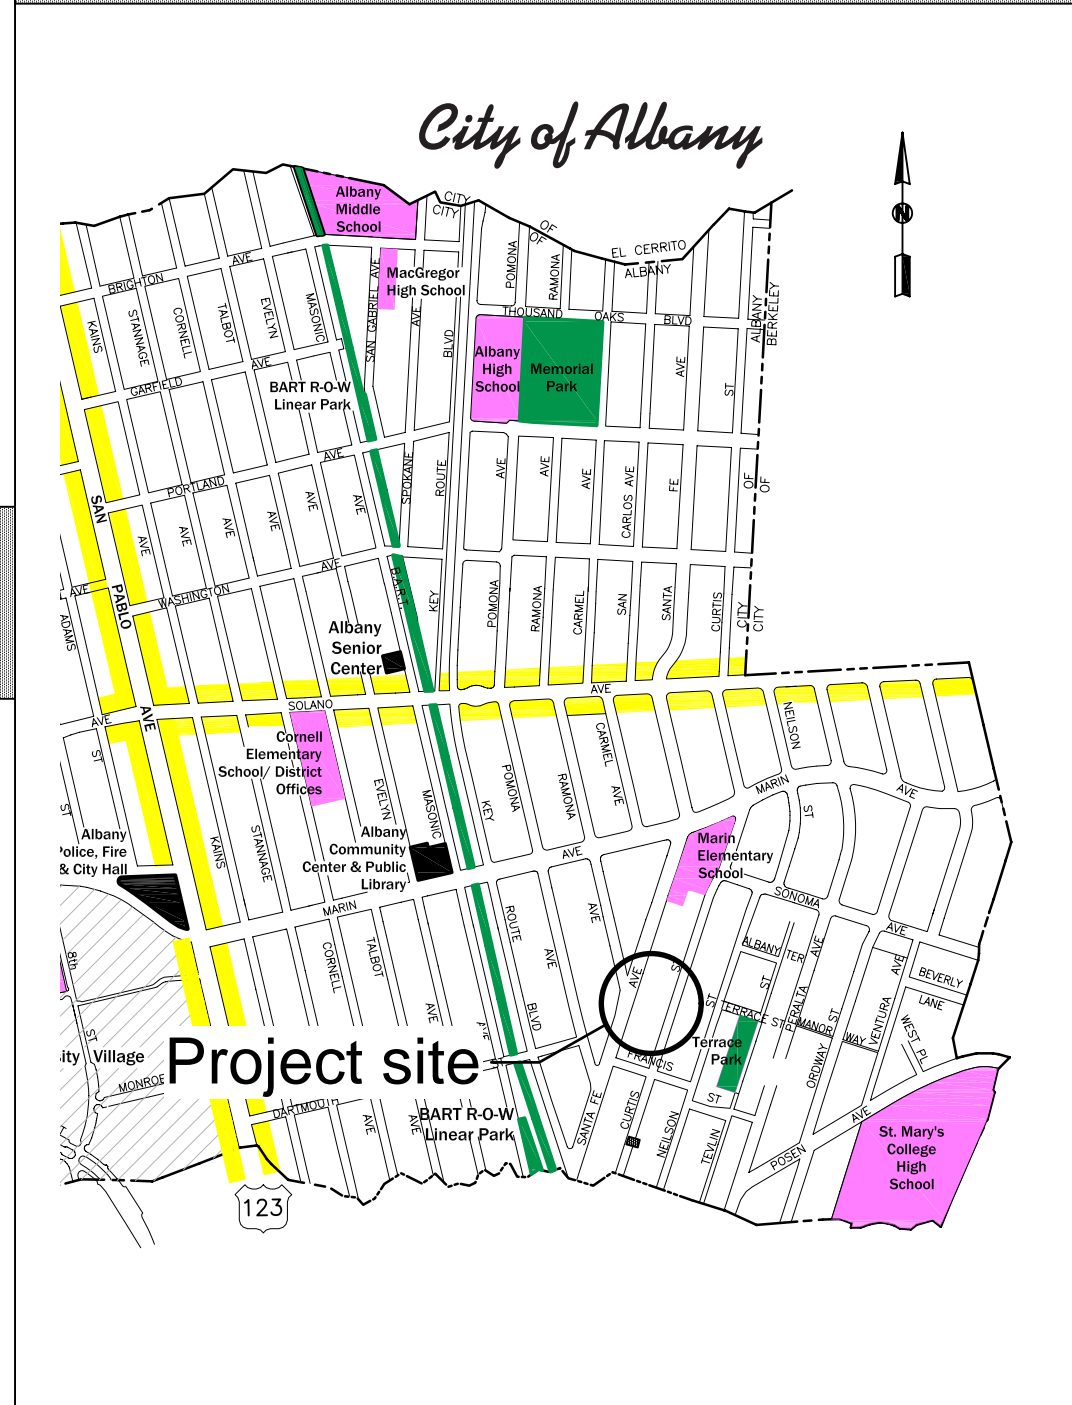 City of Albany
N
Albany
Middle
School
CITY
CITY
OF
OF
EL CERRITO
ALBANY
ALBANY
BERKELEY
MacGregor
High School
SAN GABRIEL AVE
AVE
BLVD
POMONA
RAMONA
BRIGHTON
AVE
KAINS
STANNAGE
CORNELL
TALBOT
EVELYN
MASONIC
THOUSAND
OAKS
BLVD
Albany
High
School
Memorial
Park
AVE
ST
GARFIELD
AVE
BART R-O-W
Linear Park
PORTLAND
AVE
SPOKANE
ROUTE
AVE
AVE
AVE
CARLOS AVE
FE
OF
OF
SAN
AVE
AVE
AVE
AVE
AVE
AVE
WASHINGTON
AVE
AVE
PABLO
ADAMS
B.A.R.T.
KEY
POMONA
RAMONA
CARMEL
SAN
SANTA
CURTIS
CITY
CITY
Albany
Senior
Center
SOLANO
AVE
AVE
AVE
ST
Cornell
Elementary
School/ District
Offices
NEILSON
CARMEL
AVE
MARIN
AVE
ST
POMONA
RAMONA
KEY
EVELYN
MASONIC
ST
KAINS
STANNAGE
Albany
Police, Fire
& City Hall
Albany
Community
Center & Public
Library
AVE
Marin
Elementary
School
MARIN
SONOMA
AVE
ROUTE
AVE
AVE
CORNELL
TALBOT
ALBANY TER
AVE
AVE
BEVERLY
LANE
8th
ST
AVE
ST
ST
ST
TERRACE ST
PERALTA
MANOR
WAY
ST
VENTURA
WEST PL
BLVD
AVE
Village
Project site
MONROE
FRANCIS
Terrace
Park
ORDWAY
DARTMOUTH
AVE
AVE
BART R-O-W
Linear Park
SANTA FE
CURTIS
NEILSON
TEVLIN
ST
POSEN
AVE
St. Mary's
College
High
School
123